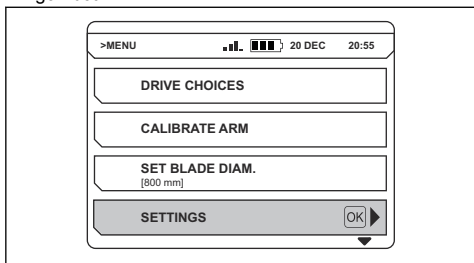 >MENU 20 DEC 20:55
DRIVE CHOICES
CALIBRATE ARM
SET BLADE DIAM.
[800 mm]
SETTINGS OK